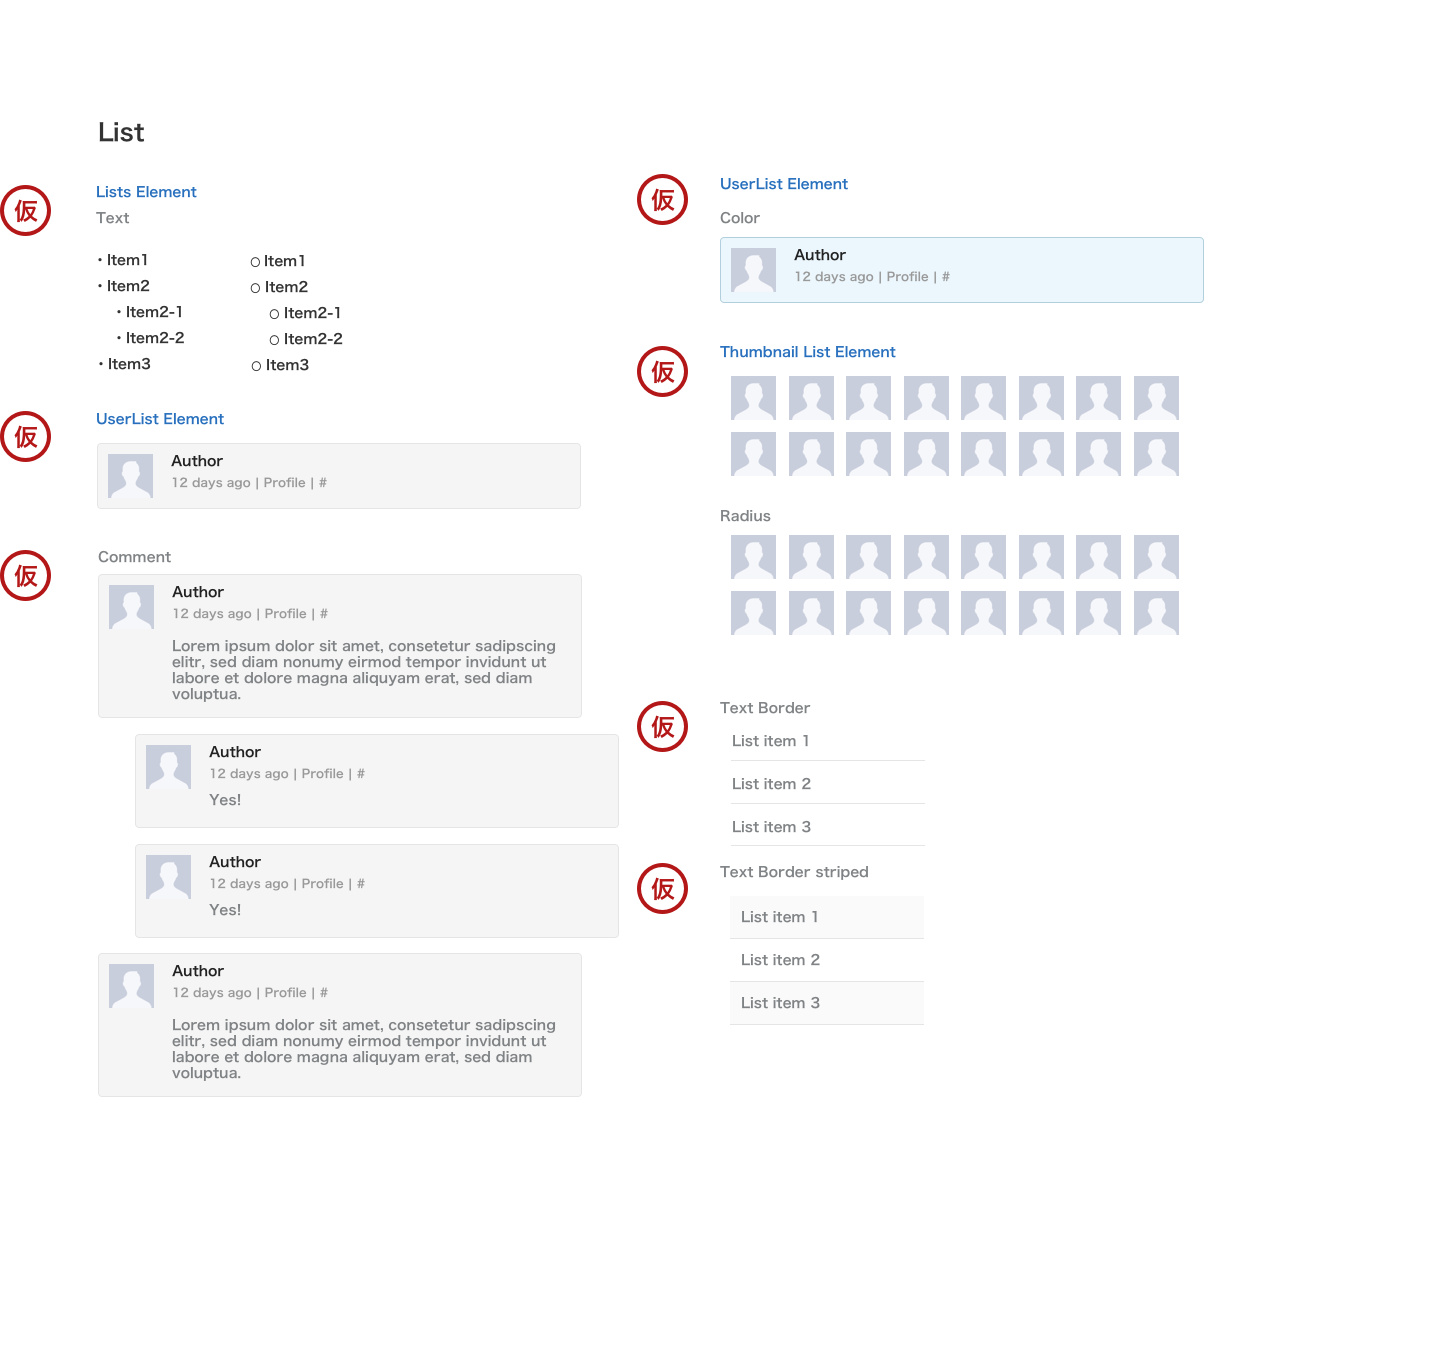 List
仮
Lists Element
Text
・Item1
・Item2
・Item2-1
・Item2-2
・Item3
○ Item1
○ Item2
○ Item2-1
○ Item2-2
○ Item3
仮
UserList Element
Author
12 days ago | Profile | #
仮
Comment
Author
12 days ago | Profile | #
Lorem ipsum dolor sit amet, consetetur sadipscing
elitr, sed diam nonumy eirmod tempor invidunt ut
labore et dolore magna aliquyam erat, sed diam
voluptua.
Author
12 days ago | Profile | #
Yes!
Author
12 days ago | Profile | #
Yes!
Author
12 days ago | Profile | #
Lorem ipsum dolor sit amet, consetetur sadipscing
elitr, sed diam nonumy eirmod tempor invidunt ut
labore et dolore magna aliquyam erat, sed diam
voluptua.
仮
UserList Element
Color
Author
12 days ago | Profile | #
仮
Thumbnail List Element
Radius
仮
Text Border
List item 1
List item 2
List item 3
仮
Text Border striped
List item 1
List item 2
List item 3